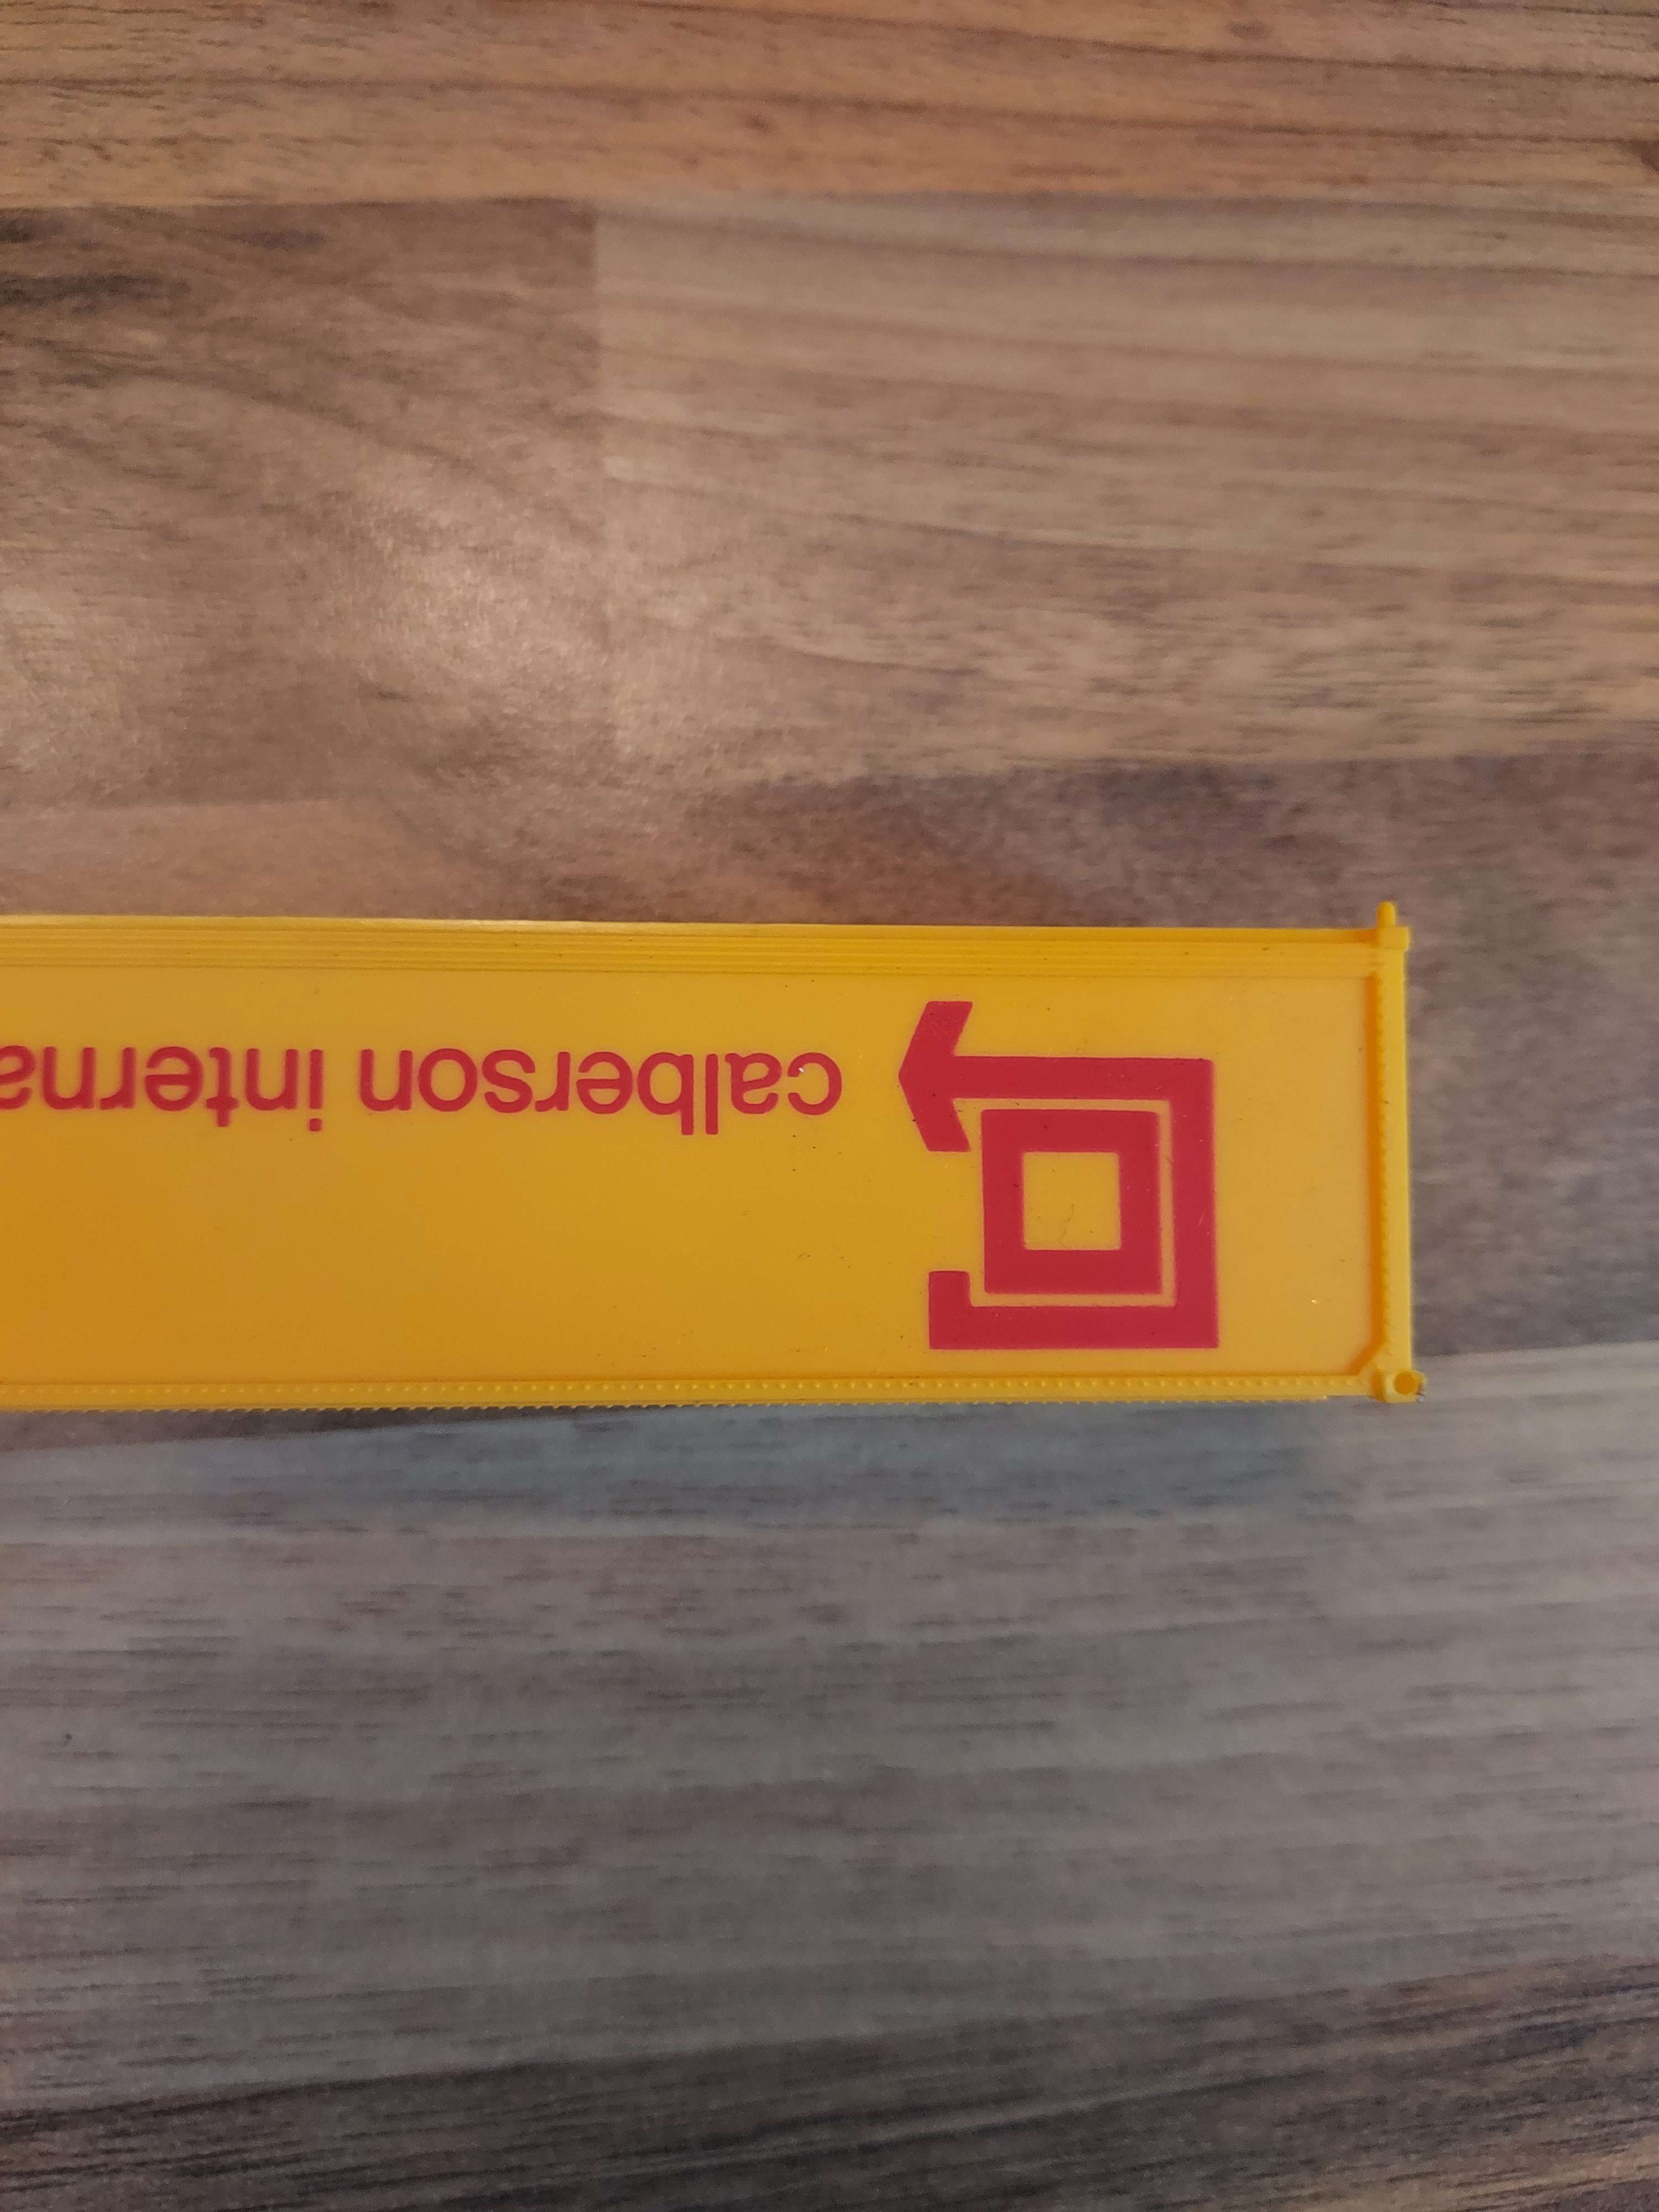 calberson interna